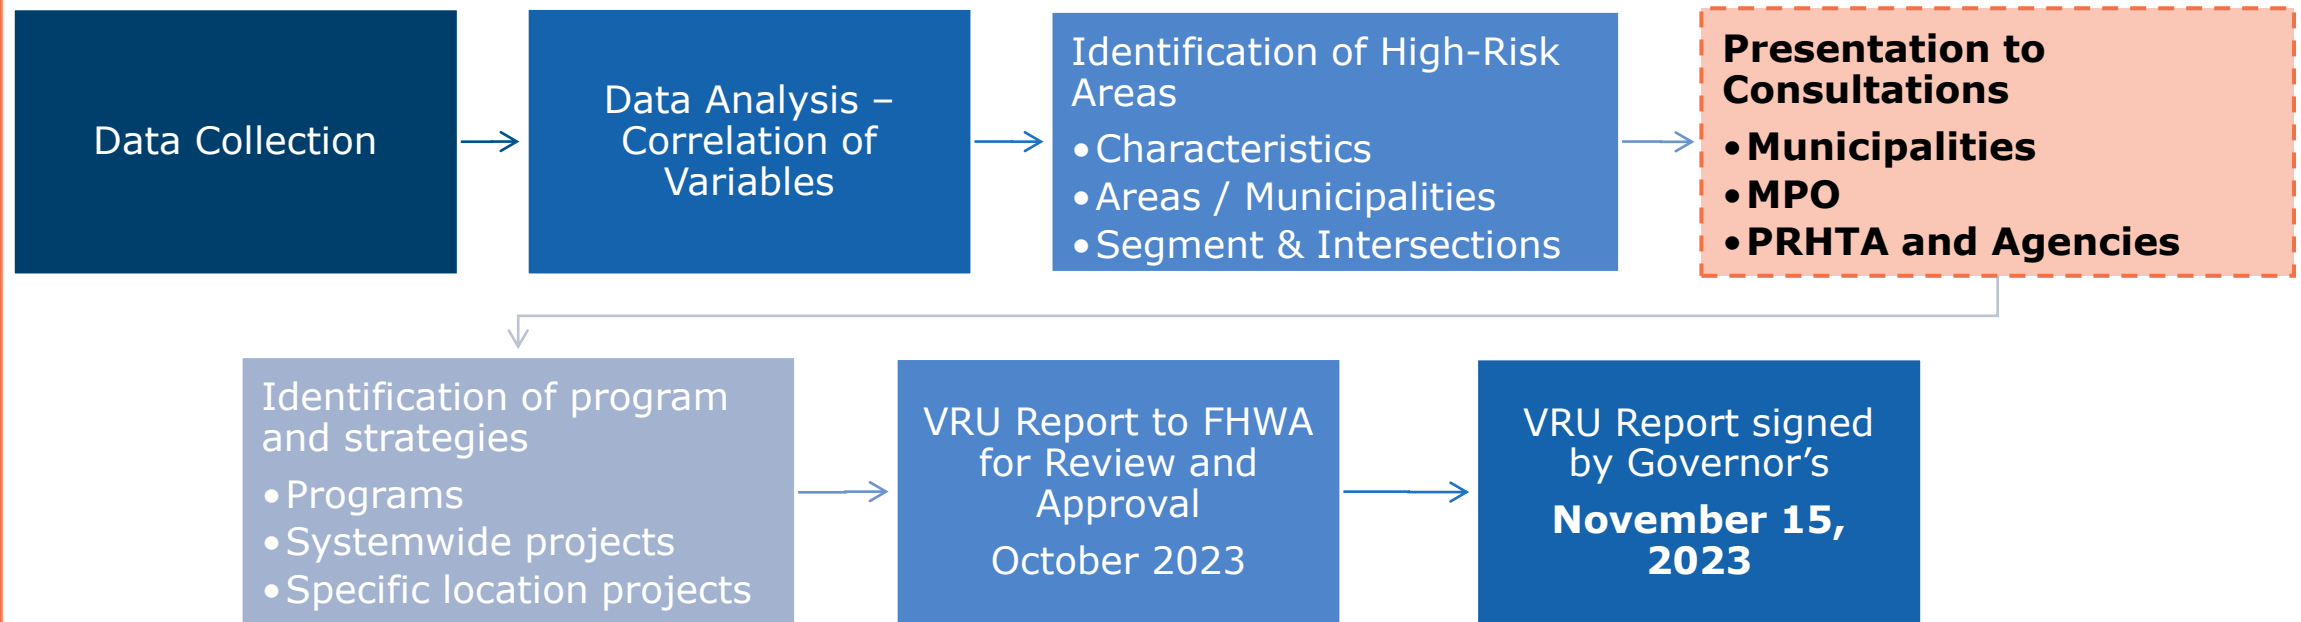 Data Collection
Data Analysis –
Correlation of
Variables
Identification of High-Risk
Areas
•Characteristics
•Areas / Municipalities
•Segment & Intersections
Presentation to
Consultations
•Municipalities
•MPO
•PRHTA and Agencies
Identification of program
and strategies
•Programs
•Systemwide projects
•Specific location projects
VRU Report to FHWA
for Review and
Approval
October 2023
VRU Report signed
by Governor’s
November 15,
2023